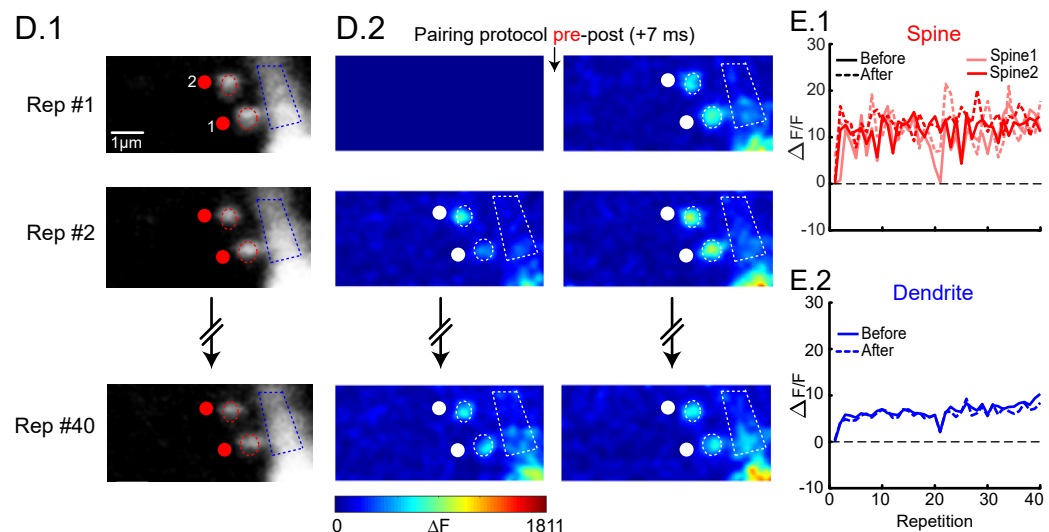 D.1
D.2
Pairing protocol pre-post (+7 ms)
Rep #1
2
1
1µm
Rep #2
Rep #40
0 ΔF 1811
E.1
Spine
Before
After
Spine1
Spine2
ΔF/F
30
20
10
0
-10
E.2
Dendrite
Before
After
ΔF/F
30
20
10
0
-10
0 10 20 30 40
Repetition